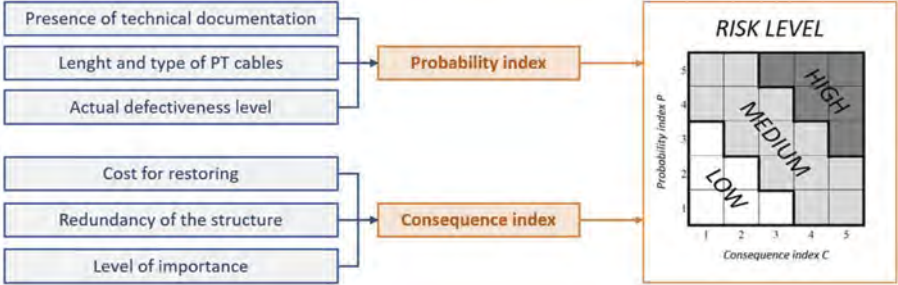 Presence of technical documentation
Lenght and type of PT cables
Actual defectiveness level
Probability index
Cost for restoring
Redundancy of the structure
Level of importance
Consequence index
RISK LEVEL
Probability index P
5
4
3
2
1
HIGH
MEDIUM
LOW
1 2 3 4 5
Consequence index C